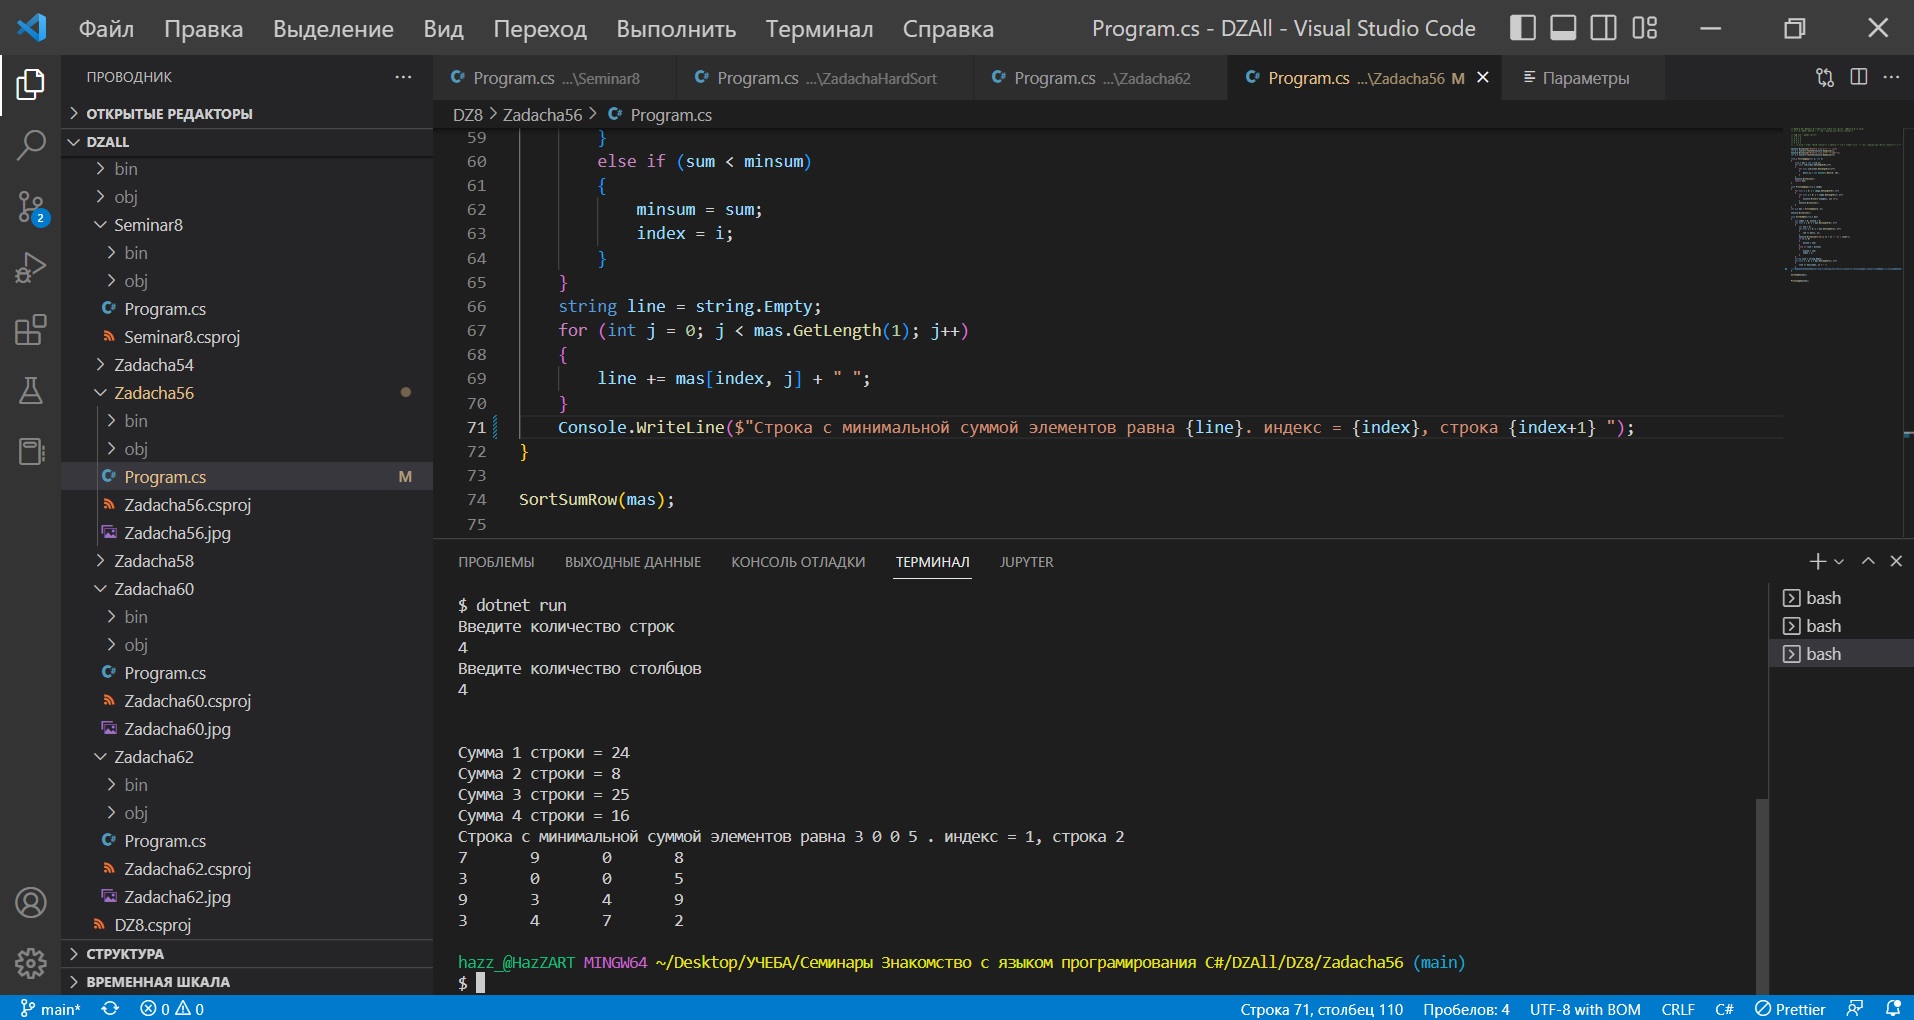 Файл Правка Выделение Вид Переход Выполнить Терминал Справка Program.cs - DZAll - Visual Studio Code
ПРОВОДНИК
ОТКРЫТЫЕ РЕДАКТОРЫ
DZALL
bin
obj
Seminar8
bin
obj
Program.cs
Seminar8.csproj
Zadacha54
Zadacha56
bin
obj
Program.cs M
Zadacha56.csproj
Zadacha56.jpg
Zadacha58
Zadacha60
bin
obj
Program.cs
Zadacha60.csproj
Zadacha60.jpg
Zadacha62
bin
obj
Program.cs
Zadacha62.csproj
Zadacha62.jpg
DZ8.csproj
СТРУКТУРА
ВРЕМЕННАЯ ШКАЛА
2
Program.cs ...\Seminar8 Program.cs ...\ZadachaHardSort Program.cs ...\Zadacha62 Program.cs ...\Zadacha56 M Параметры
DZ8 > Zadacha56 > C# Program.cs
59 }
60 else if (sum < minsum)
61 {
62 minsum = sum;
63 index = i;
64 }
65 }
66 string line = string.Empty;
67 for (int j = 0; j < mas.GetLength(1); j++)
68 {
69 line += mas[index, j] + " ";
70 }
71 Console.WriteLine($"Строка с минимальной суммой элементов равна {line}. индекс = {index}, строка {index+1} ");
72 }
73
74 SortSumRow(mas);
75
ПРОБЛЕМЫ ВЫХОДНЫЕ ДАННЫЕ КОНСОЛЬ ОТЛАДКИ ТЕРМИНАЛ JUPYTER
$ dotnet run
Введите количество строк
4
Введите количество столбцов
4
Сумма 1 строки = 24
Сумма 2 строки = 8
Сумма 3 строки = 25
Сумма 4 строки = 16
Строка с минимальной суммой элементов равна 3 0 0 5 . индекс = 1, строка 2
7 9 0 8
3 0 0 5
9 3 4 9
3 4 7 2
hazz_@HazZART MINGW64 ~/Desktop/УЧЕБА/Семинары Знакомство с языком програмирования C#/DZAll/DZ8/Zadacha56 (main)
$
bash
bash
bash
main* 0 0 Строка 71, столбец 110 Пробелов: 4 UTF-8 with BOM CRLF C# Prettier